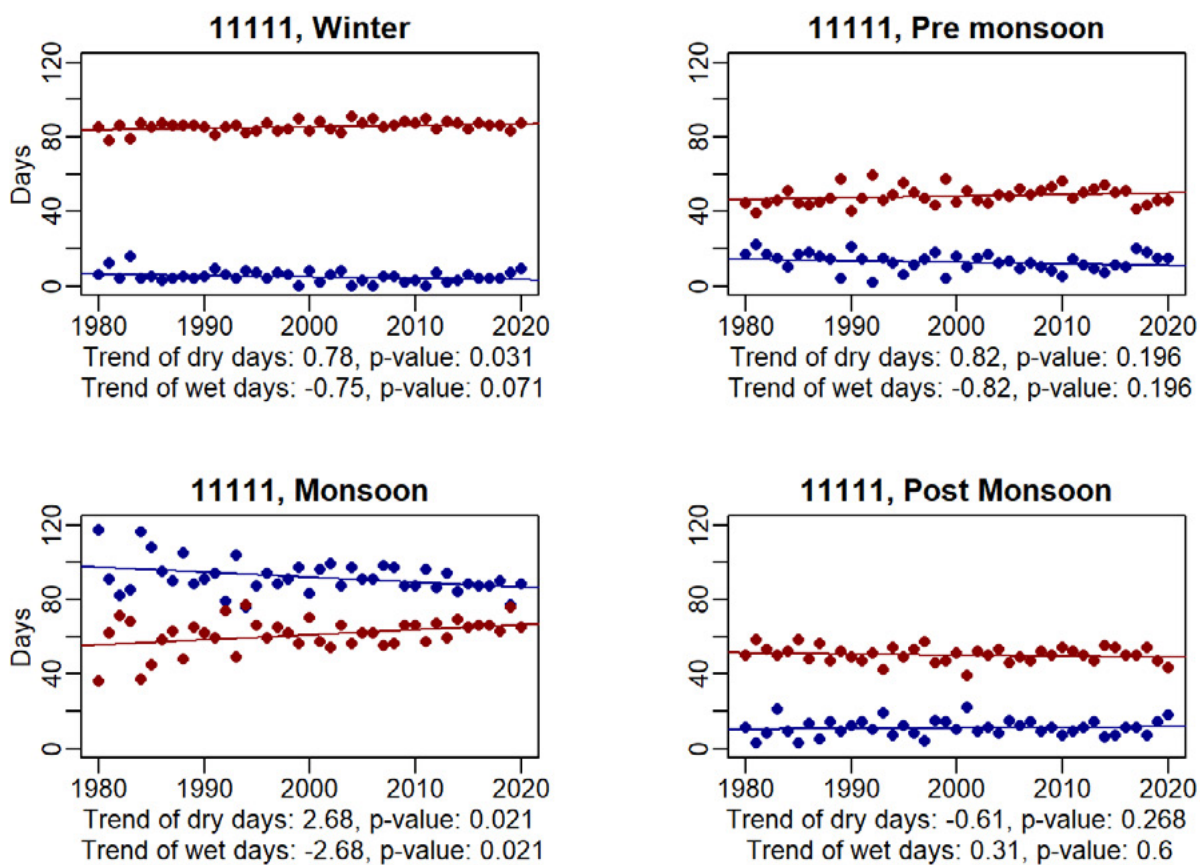 11111, Winter
120
80
40
0
Days
1980 1990 2000 2010 2020
Trend of dry days: 0.78, p-value: 0.031
Trend of wet days: -0.75, p-value: 0.071
11111, Pre monsoon
120
80
40
0
1980 1990 2000 2010 2020
Trend of dry days: 0.82, p-value: 0.196
Trend of wet days: -0.82, p-value: 0.196
11111, Monsoon
120
80
40
0
Days
1980 1990 2000 2010 2020
Trend of dry days: 2.68, p-value: 0.021
Trend of wet days: -2.68, p-value: 0.021
11111, Post Monsoon
120
80
40
0
1980 1990 2000 2010 2020
Trend of dry days: -0.61, p-value: 0.268
Trend of wet days: 0.31, p-value: 0.6